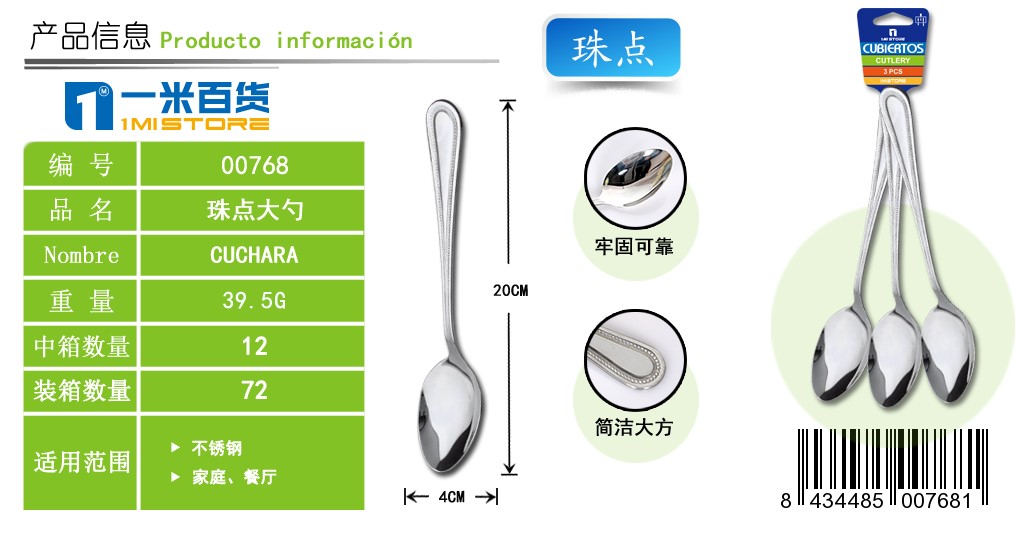 产品信息 Producto información
珠点
1MI STORE
CUBIERTOS
CUTLERY
3 PCS
1MISTORE
一米百货
1MISTORE
编号 00768
品名 珠点大勺
Nombre CUCHARA
重量 39.5G
中箱数量 12
装箱数量 72
适用范围
不锈钢
家庭、餐厅
20CM
4CM
牢固可靠
简洁大方
8 434485 007681